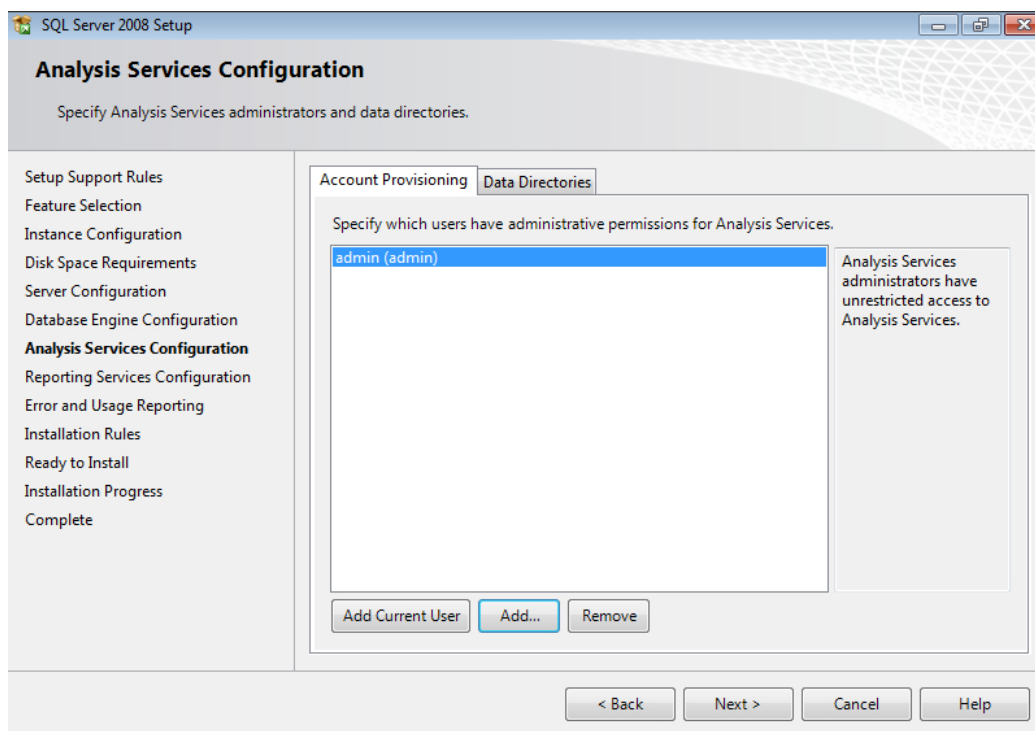 SQL Server 2008 Setup
Analysis Services Configuration
Specify Analysis Services administrators and data directories.
Setup Support Rules
Feature Selection
Instance Configuration
Disk Space Requirements
Server Configuration
Database Engine Configuration
Analysis Services Configuration
Reporting Services Configuration
Error and Usage Reporting
Installation Rules
Ready to Install
Installation Progress
Complete
Account Provisioning Data Directories
Specify which users have administrative permissions for Analysis Services.
admin (admin)
Analysis Services
administrators have
unrestricted access to
Analysis Services.
Add Current User Add... Remove
< Back Next > Cancel Help